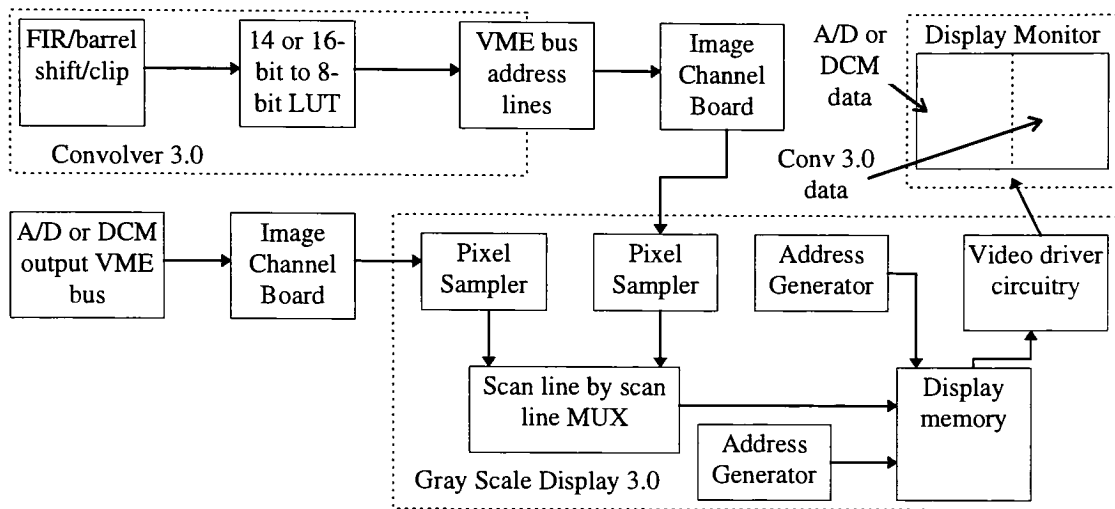 FIR/barrel
shift/clip
14 or 16-
bit to 8-
bit LUT
VME bus
address
lines
Image
Channel
Board
A/D or
DCM
data
Display Monitor
Convolver 3.0
Conv 3.0
data
A/D or DCM
output VME
bus
Image
Channel
Board
Pixel
Sampler
Pixel
Sampler
Address
Generator
Video driver
circuitry
Scan line by scan
line MUX
Display
memory
Address
Generator
Gray Scale Display 3.0